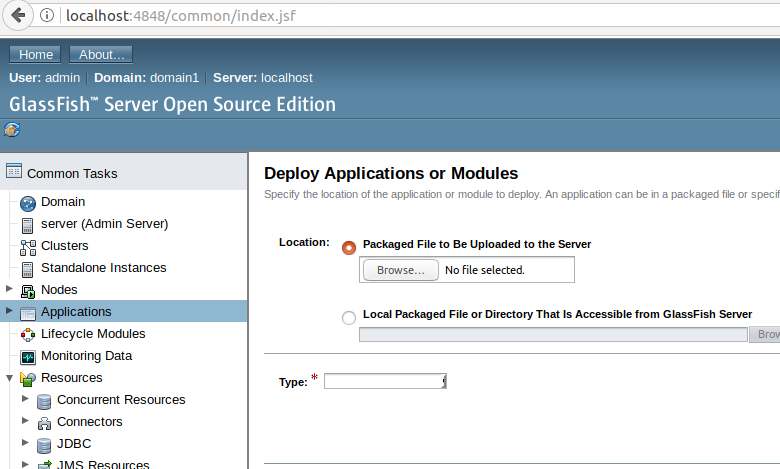 localhost:4848/common/index.jsf
Home About...
User: admin Domain: domain1 Server: localhost
GlassFish™ Server Open Source Edition
Common Tasks
Domain
server (Admin Server)
Clusters
Standalone Instances
Nodes
Applications
Lifecycle Modules
Monitoring Data
Resources
Concurrent Resources
Connectors
JDBC
JMS Resources
Deploy Applications or Modules
Specify the location of the application or module to deploy. An application can be in a packaged file or specif
Location: Packaged File to Be Uploaded to the Server
Browse... No file selected.
Local Packaged File or Directory That Is Accessible from GlassFish Server
Brow
Type: *